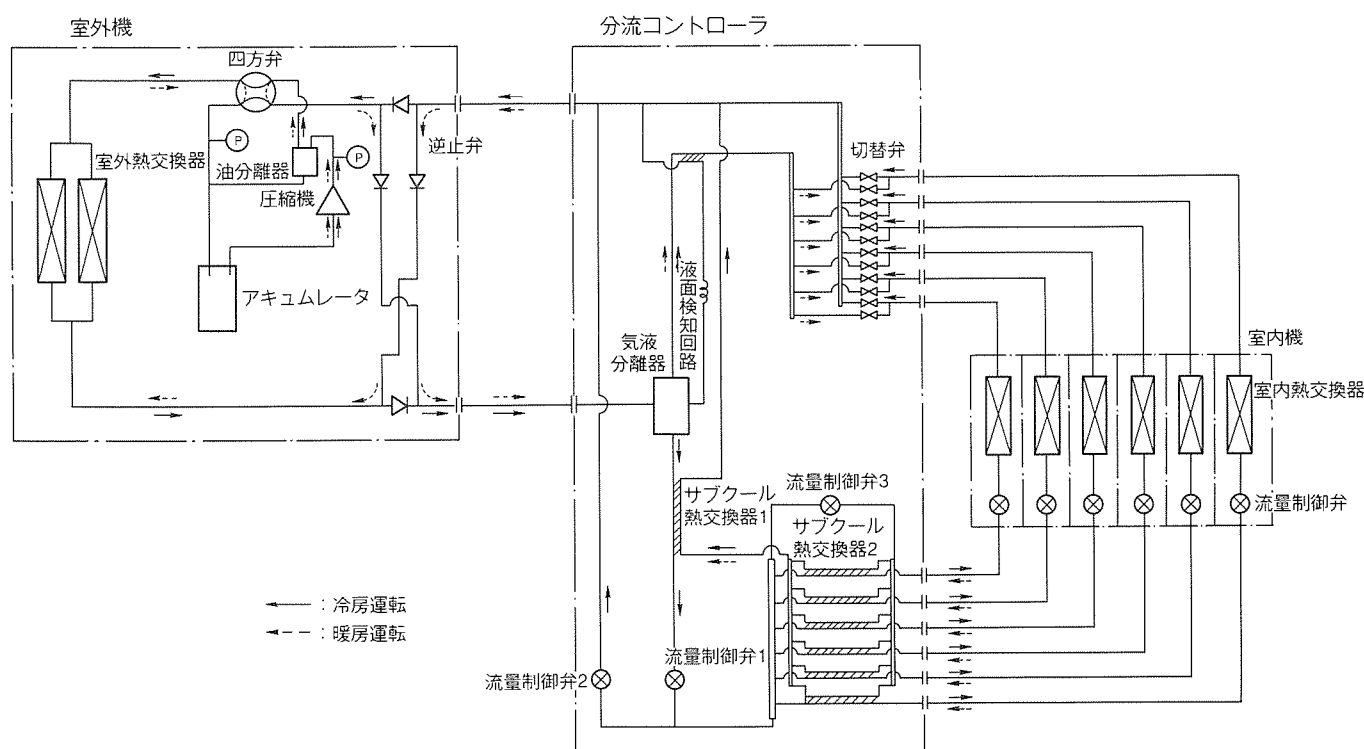 室外機
分流コントローラ
四方弁
P
室外熱交換器
油分離器
P
逆止弁
圧縮機
切替弁
アキュムレータ
液面検知回路
気液
分離器
室内機
室内熱交換器
サブクール
熱交換器1
流量制御弁3
サブクール
熱交換器2
流量制御弁
:冷房運転
:暖房運転
流量制御弁2
流量制御弁1